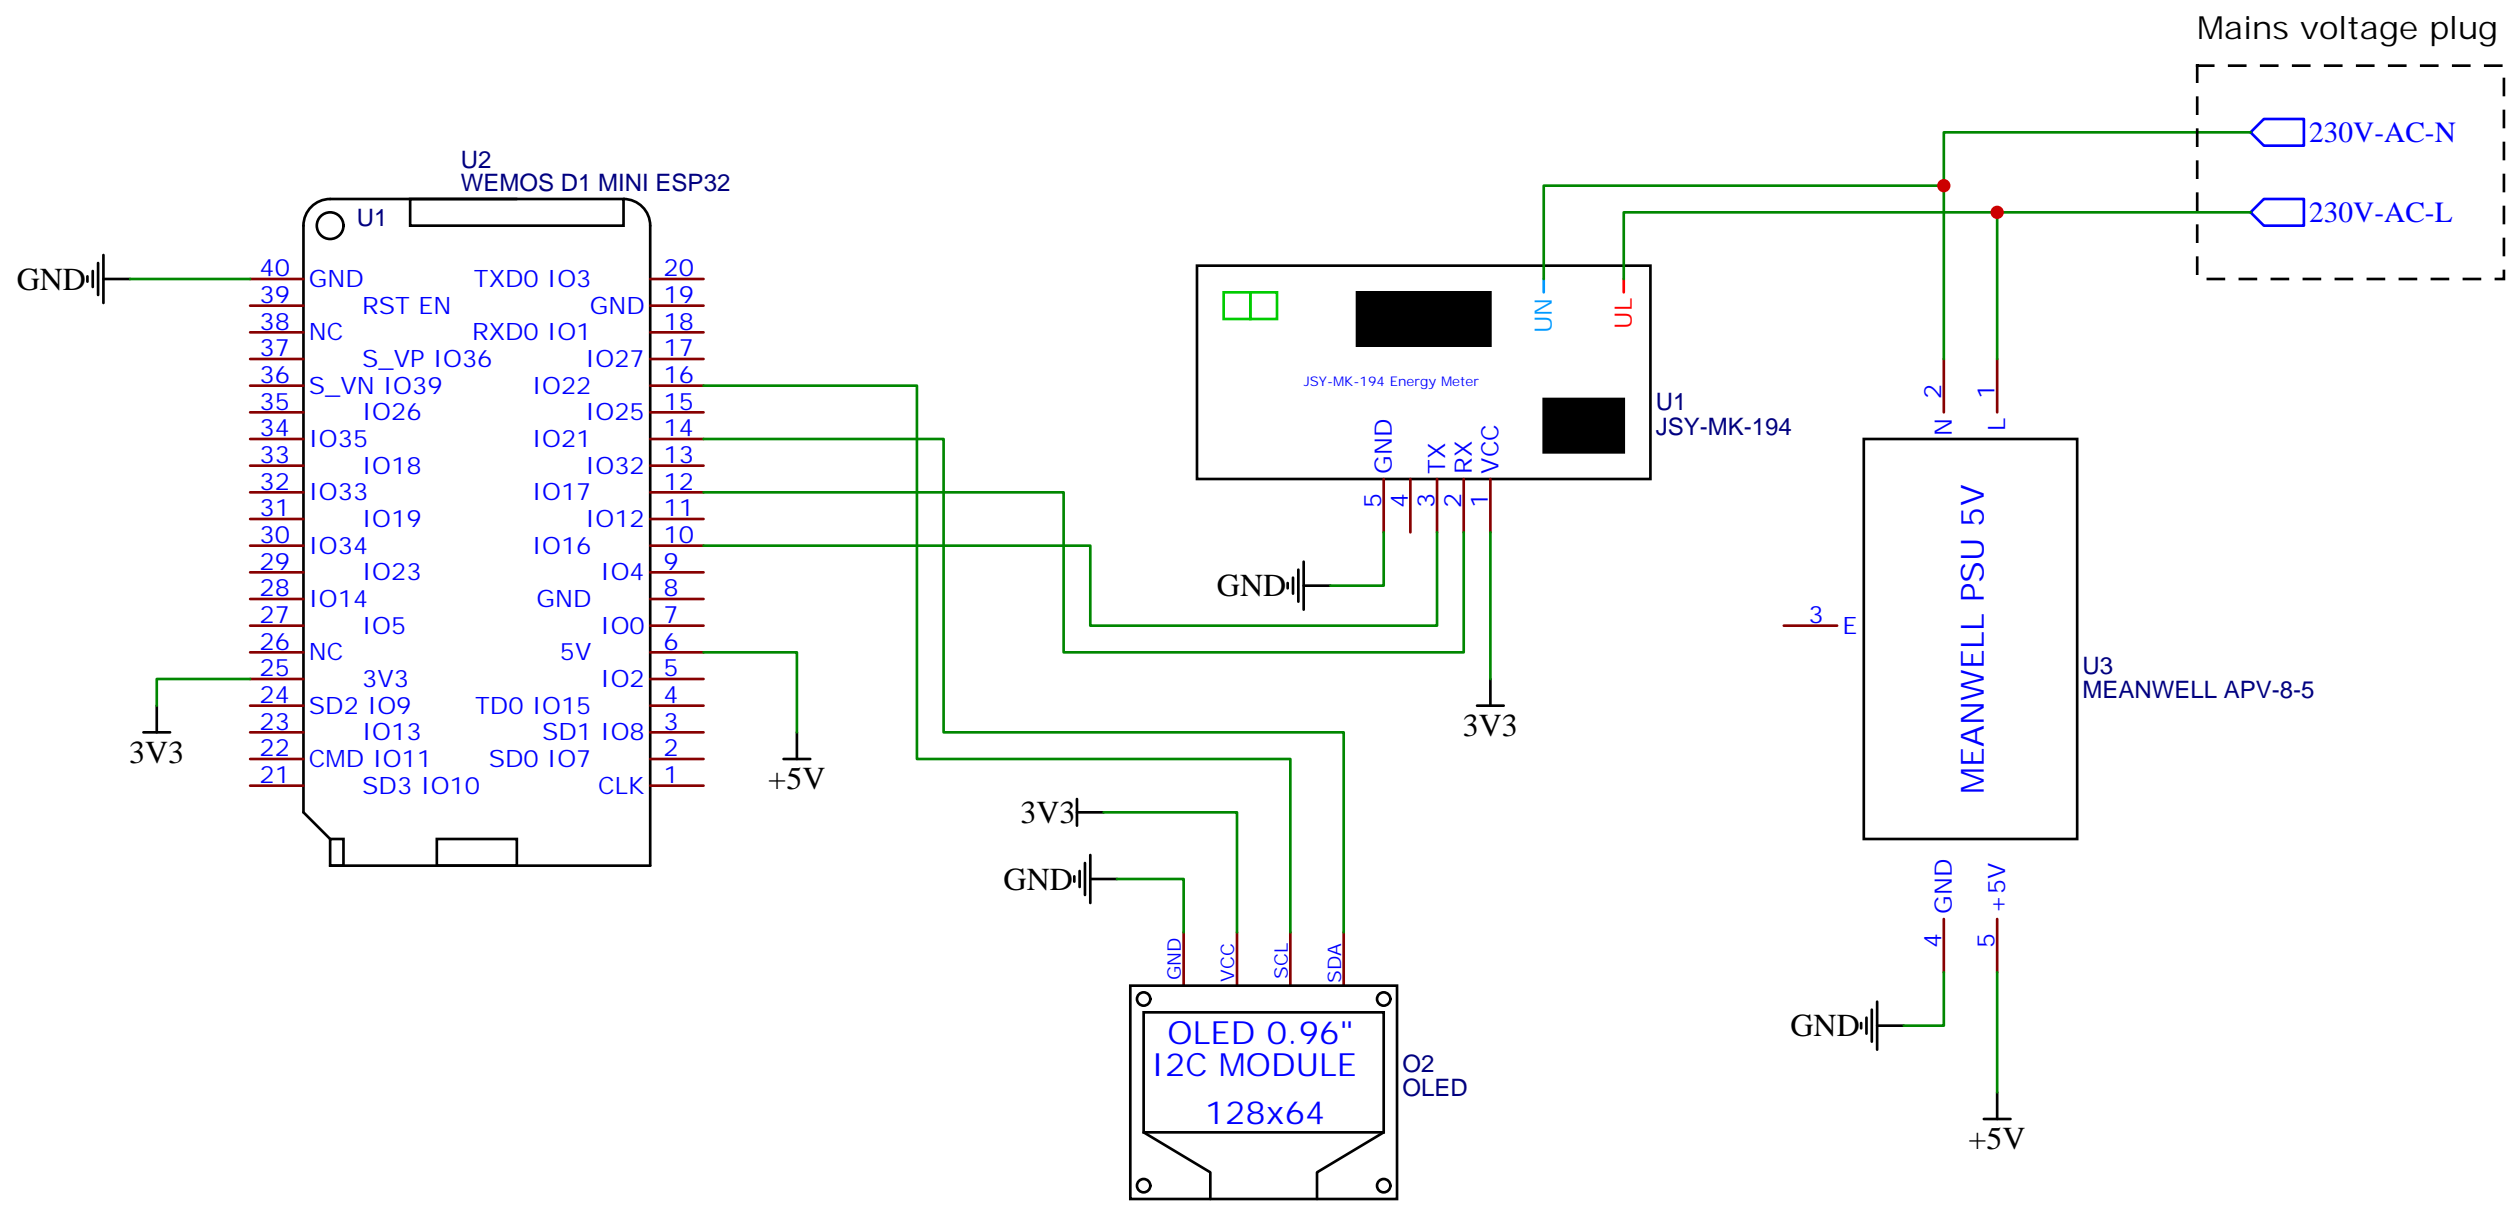 Mains voltage plug
230V-AC-N
230V-AC-L
U2
WEMOS D1 MINI ESP32
U1
GND
40 GND TXD0 IO3 20
39 RST EN GND 19
38 NC RXD0 IO1 18
37 S_VP IO36 IO27 17
36 S_VN IO39 IO22 16
35 IO26 IO25 15
34 IO35 IO21 14
33 IO18 IO32 13
32 IO33 IO17 12
31 IO19 IO12 11
30 IO34 IO16 10
29 IO23 IO4 9
28 IO14 GND 8
27 IO5 IO0 7
26 NC 5V 6
25 3V3 IO2 5
24 SD2 IO9 TD0 IO15 4
23 IO13 SD1 IO8 3
22 CMD IO11 SD0 IO7 2
21 SD3 IO10 CLK 1
3V3
+5V
UN
UL
JSY-MK-194 Energy Meter
U1
JSY-MK-194
GND
TX
RX
VCC
5
4
3
2
1
GND
3V3
2
1
N
L
MEANWELL PSU 5V
3 E
U3
MEANWELL APV-8-5
GND
+5V
4
5
GND
+5V
3V3
GND
GND
VCC
SCL
SDA
OLED 0.96"
I2C MODULE
128x64
O2
OLED